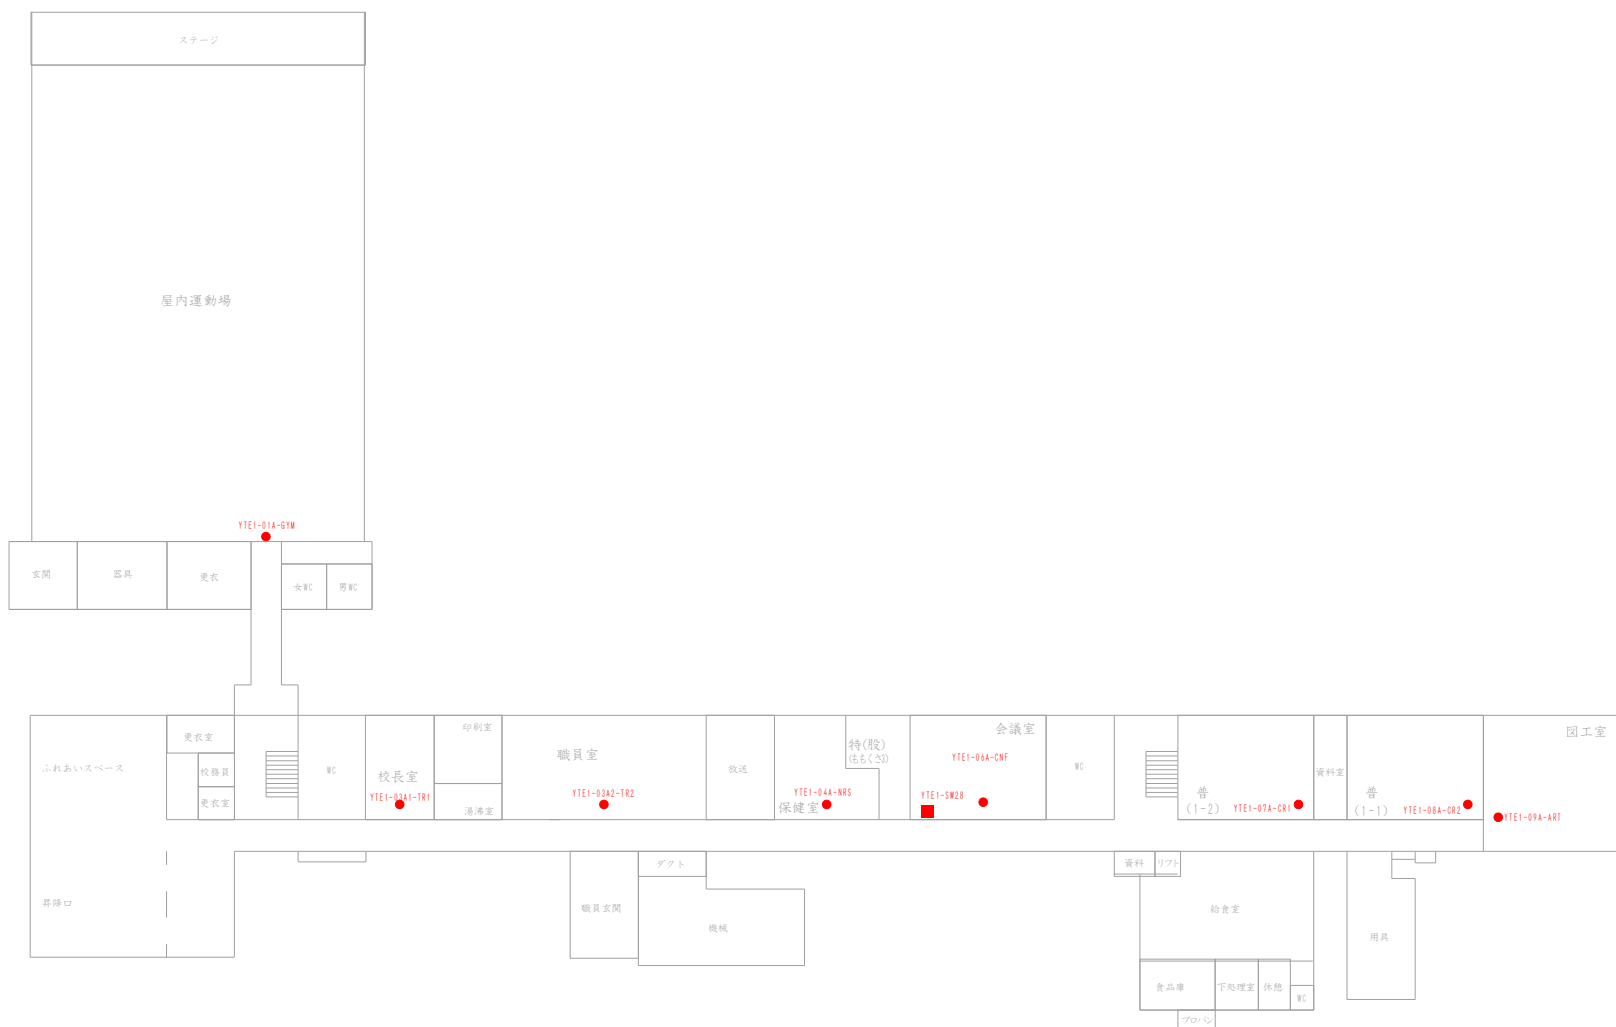 ステージ
屋内運動場
YTE1-01A-GYM
玄関
器具
更衣
女WC
男WC
更衣室
ふれあいスペース
校務員
更衣室
昇降口
WC
校長室
YTE1-03A1-TR1
印刷室
湯沸室
職員室
YTE1-03A2-TR2
放送
YTE1-04A-NRS
保健室
特(股)
(ももくさ3)
会議室
YTE1-06A-CNF
YTE1-SW28
WC
普
(1-2)
YTE1-07A-CR1
資料室
普
(1-1)
YTE1-08A-CR2
図工室
YTE1-09A-ART
ダクト
職員玄関
機械
資料
リフト
給食室
用具
食品庫
下処理室
休憩
WC
プロパン